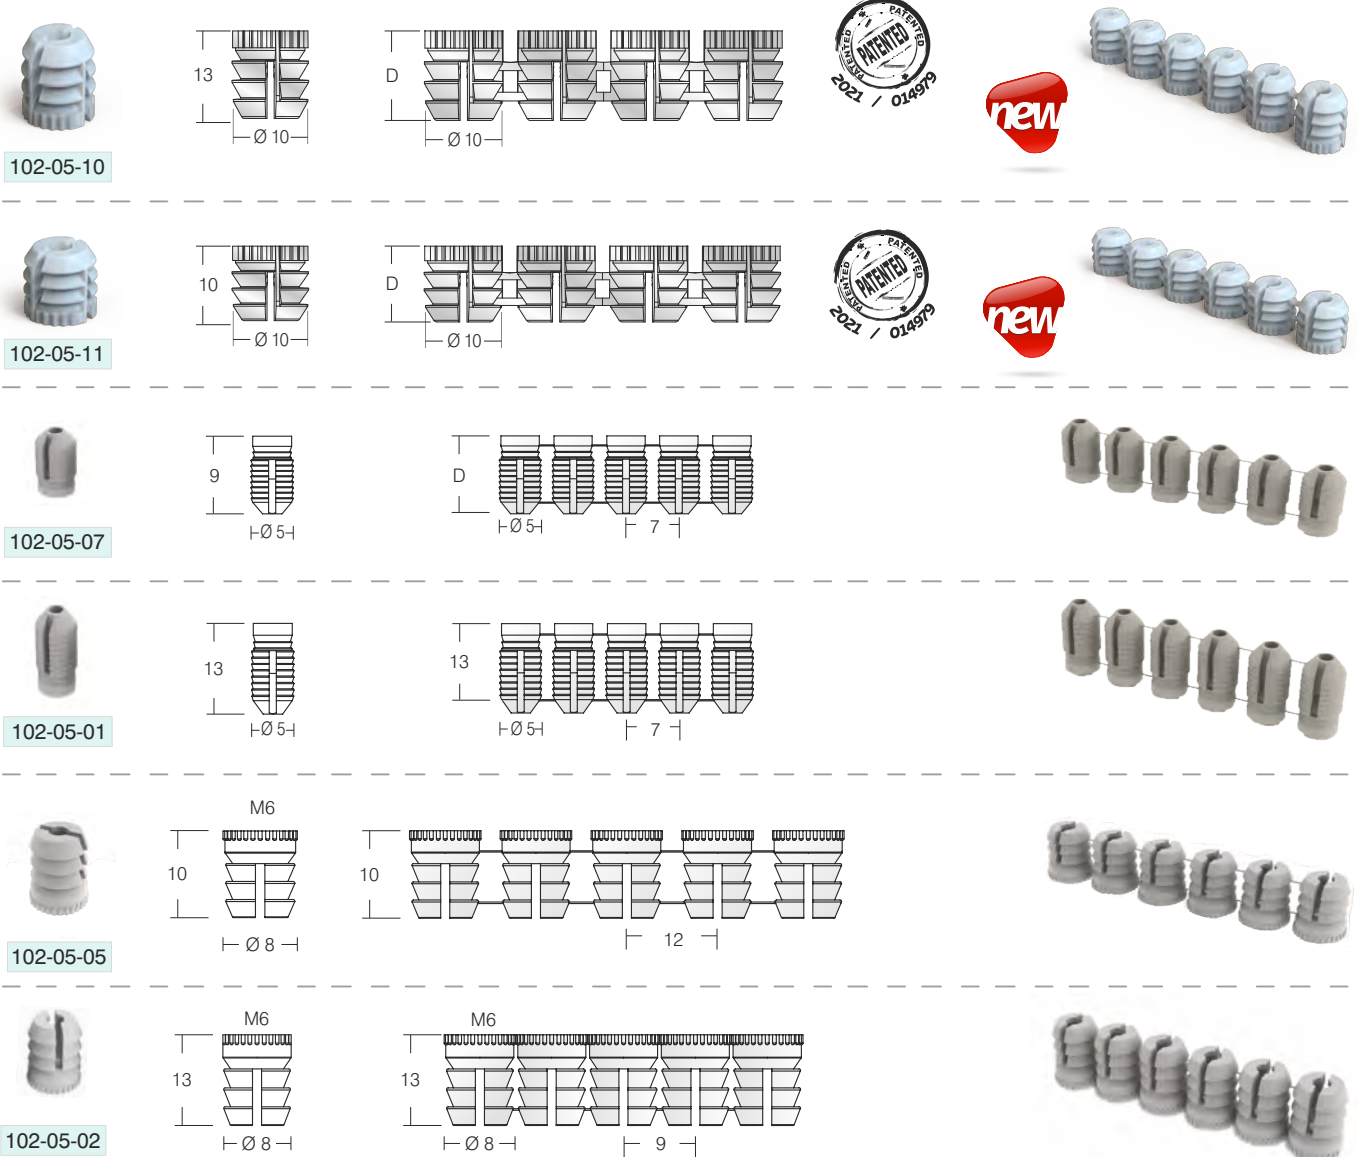 13
Ø 10
D
Ø 10
PATENTED
PATENTED
PATENTED
2021 / 014979
new
102-05-10
10
Ø 10
D
Ø 10
PATENTED
PATENTED
PATENTED
2021 / 014979
new
102-05-11
9
Ø 5
D
Ø 5
7
102-05-07
13
Ø 5
13
Ø 5
7
102-05-01
M6
10
Ø 8
10
12
102-05-05
M6
13
Ø 8
M6
13
Ø 8
9
102-05-02